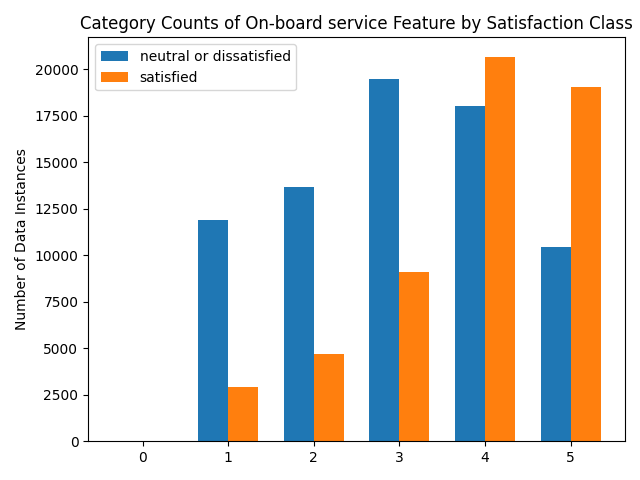 Category Counts of On-board service Feature by Satisfaction Class
neutral or dissatisfied
satisfied
Number of Data Instances
20000
17500
15000
12500
10000
7500
5000
2500
0
0 1 2 3 4 5